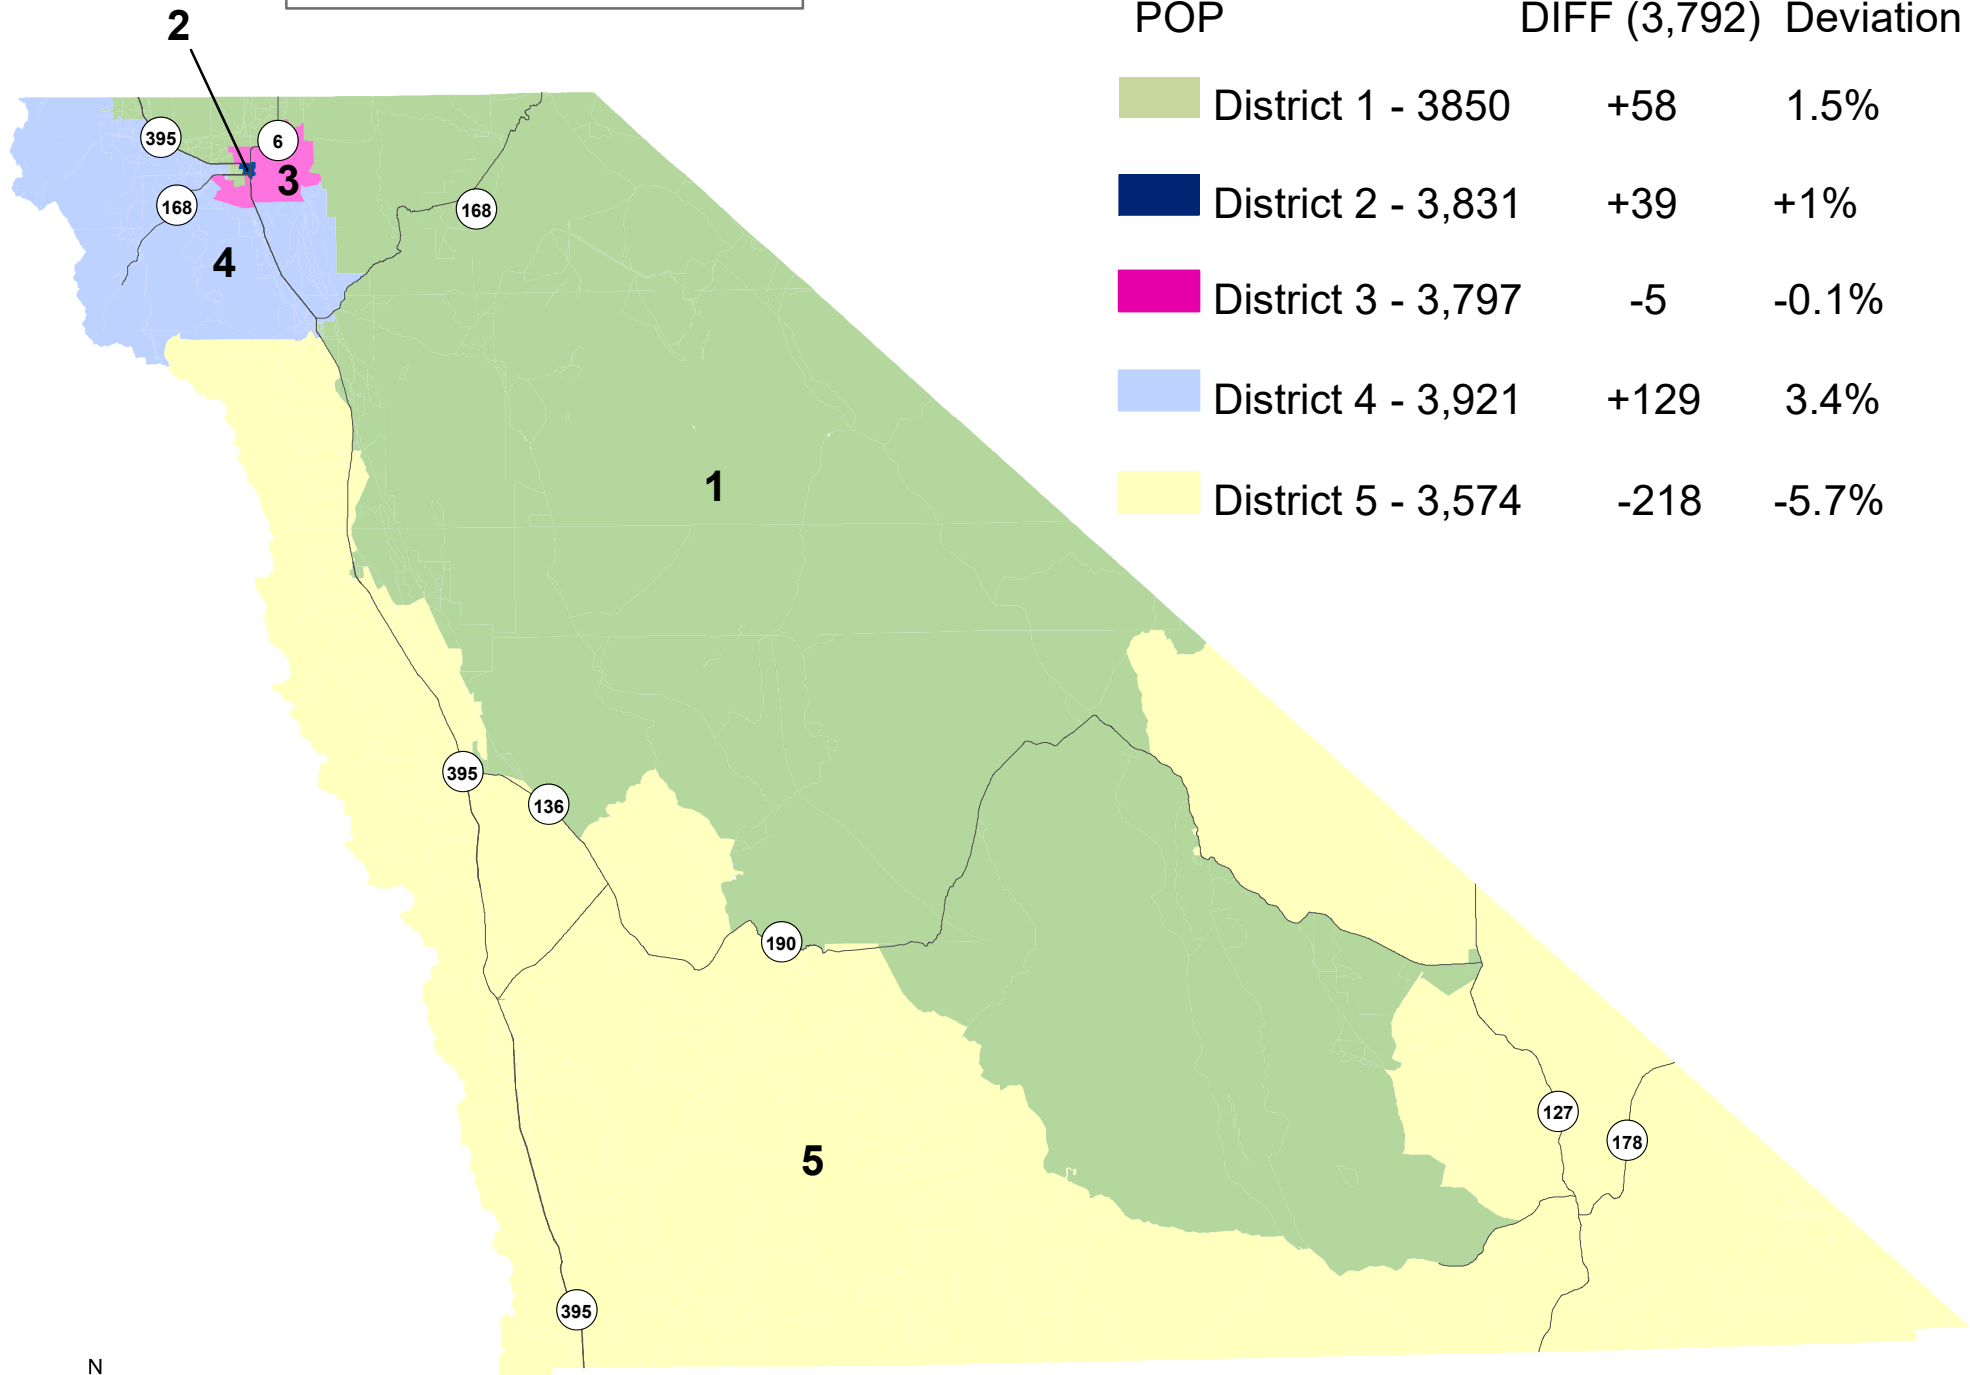 POP DIFF (3,792) Deviation
District 1 - 3850 +58 1.5%
District 2 - 3,831 +39 +1%
District 3 - 3,797 -5 -0.1%
District 4 - 3,921 +129 3.4%
District 5 - 3,574 -218 -5.7%
2
395
6
3
168
168
4
1
395
136
190
127
178
5
395
N